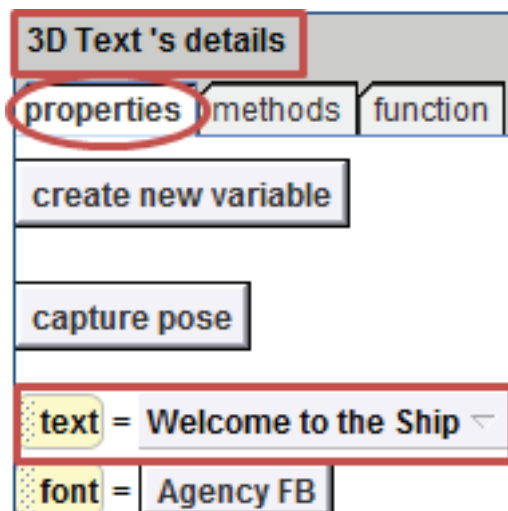 3D Text 's details
properties methods function
create new variable
capture pose
text = Welcome to the Ship
font = Agency FB